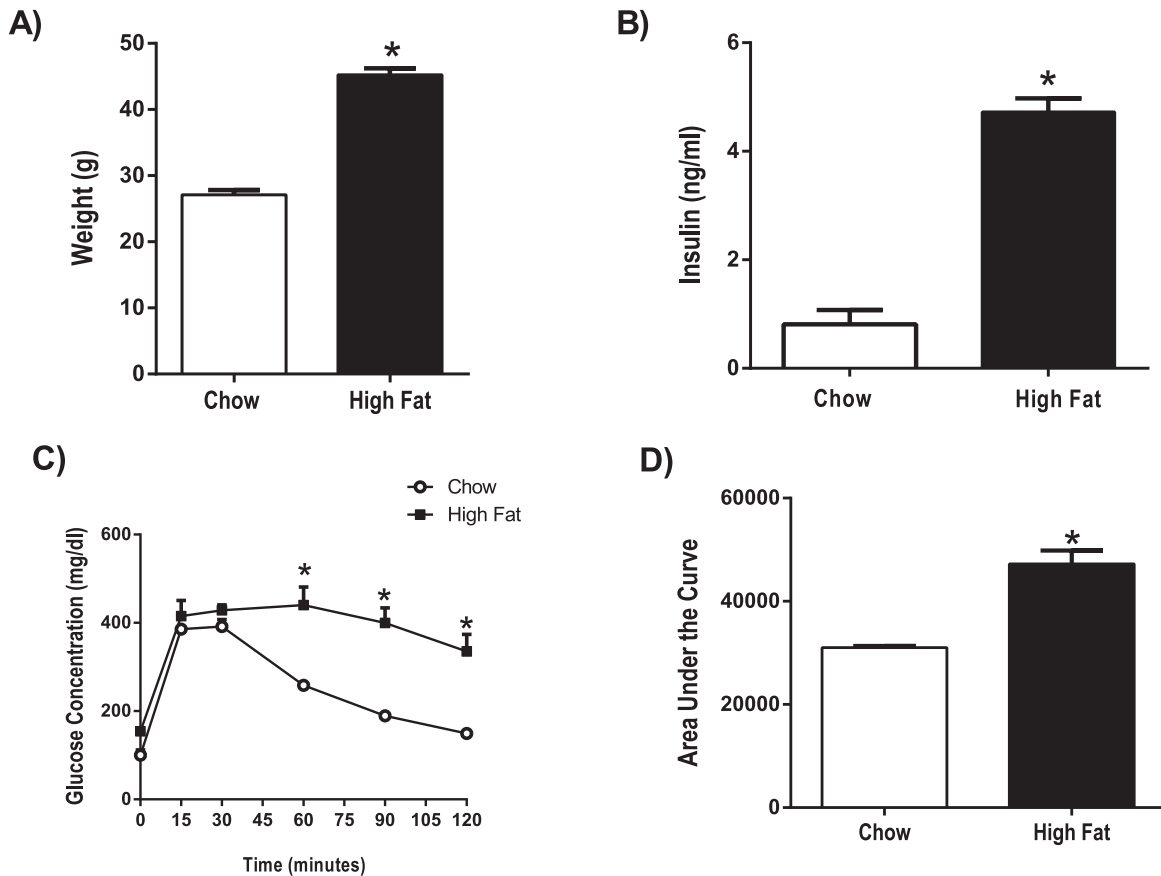 A)
Weight (g)
50
40
30
20
10
0
*
Chow
High Fat
B)
Insulin (ng/ml)
6
4
2
0
*
Chow
High Fat
C)
Chow
High Fat
Glucose Concentration (mg/dl)
600
400
200
0
*
*
*
0 15 30 45 60 75 90 105 120
Time (minutes)
D)
Area Under the Curve
60000
40000
20000
0
*
Chow
High Fat